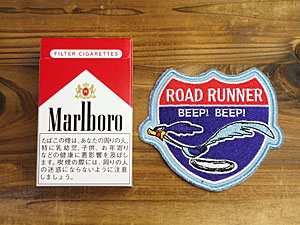 FILTER CIGARETTES
Marlboro
たばこの煙は、あなたの周りの人、
特に乳幼児、子供、お年寄り
などの健康に悪影響を及ぼし
ます。喫煙の際には、周りの人
の迷惑にならないように注意
しましょう。
ROAD RUNNER
BEEP! BEEP!